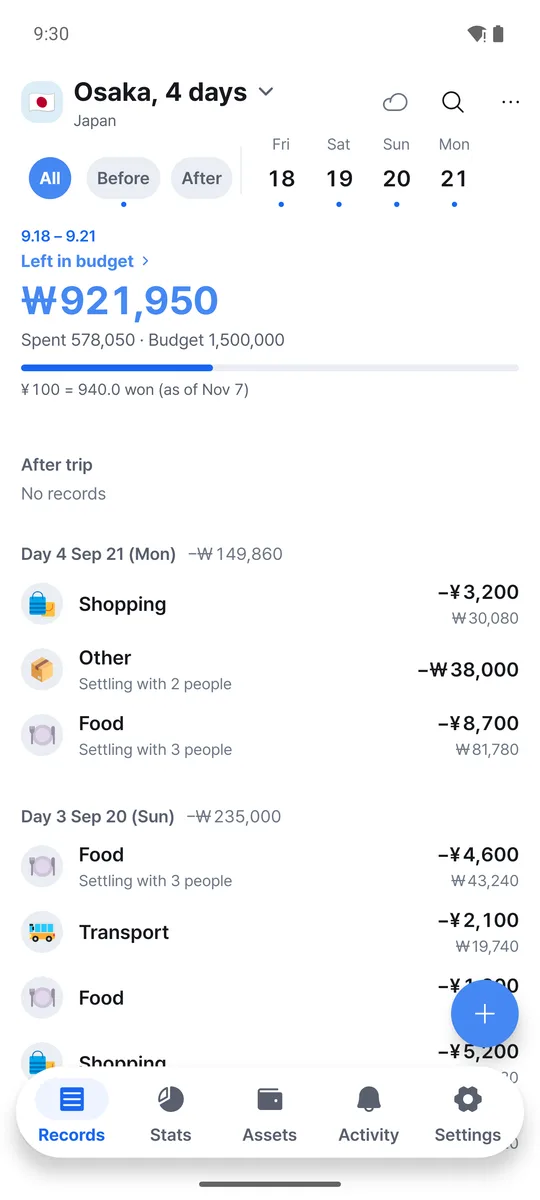 9:30
Osaka, 4 days
Japan
Fri Sat Sun Mon
All Before After 18 19 20 21
9.18 – 9.21
Left in budget
₩921,950
Spent 578,050 · Budget 1,500,000
¥100 = 940.0 won (as of Nov 7)
After trip
No records
Day 4 Sep 21 (Mon) −₩149,860
Shopping −¥3,200
₩30,080
Other −₩38,000
Settling with 2 people
Food −¥8,700
Settling with 3 people ₩81,780
Day 3 Sep 20 (Sun) −₩235,000
Food −¥4,600
Settling with 3 people ₩43,240
Transport −¥2,100
₩19,740
Food
Shopping −¥5,200
Records Stats Assets Activity Settings